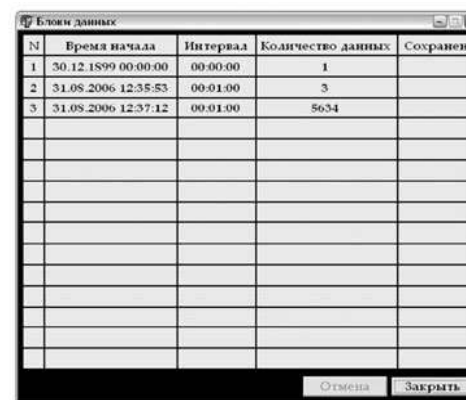 Блоки данных
N Время начала Интервал Количество данных Сохранен
1 30.12.1899 00:00:00 00:00:00 1
2 31.08.2006 12:35:53 00:01:00 3
3 31.08.2006 12:37:12 00:01:00 5634
Отмена Закрыть